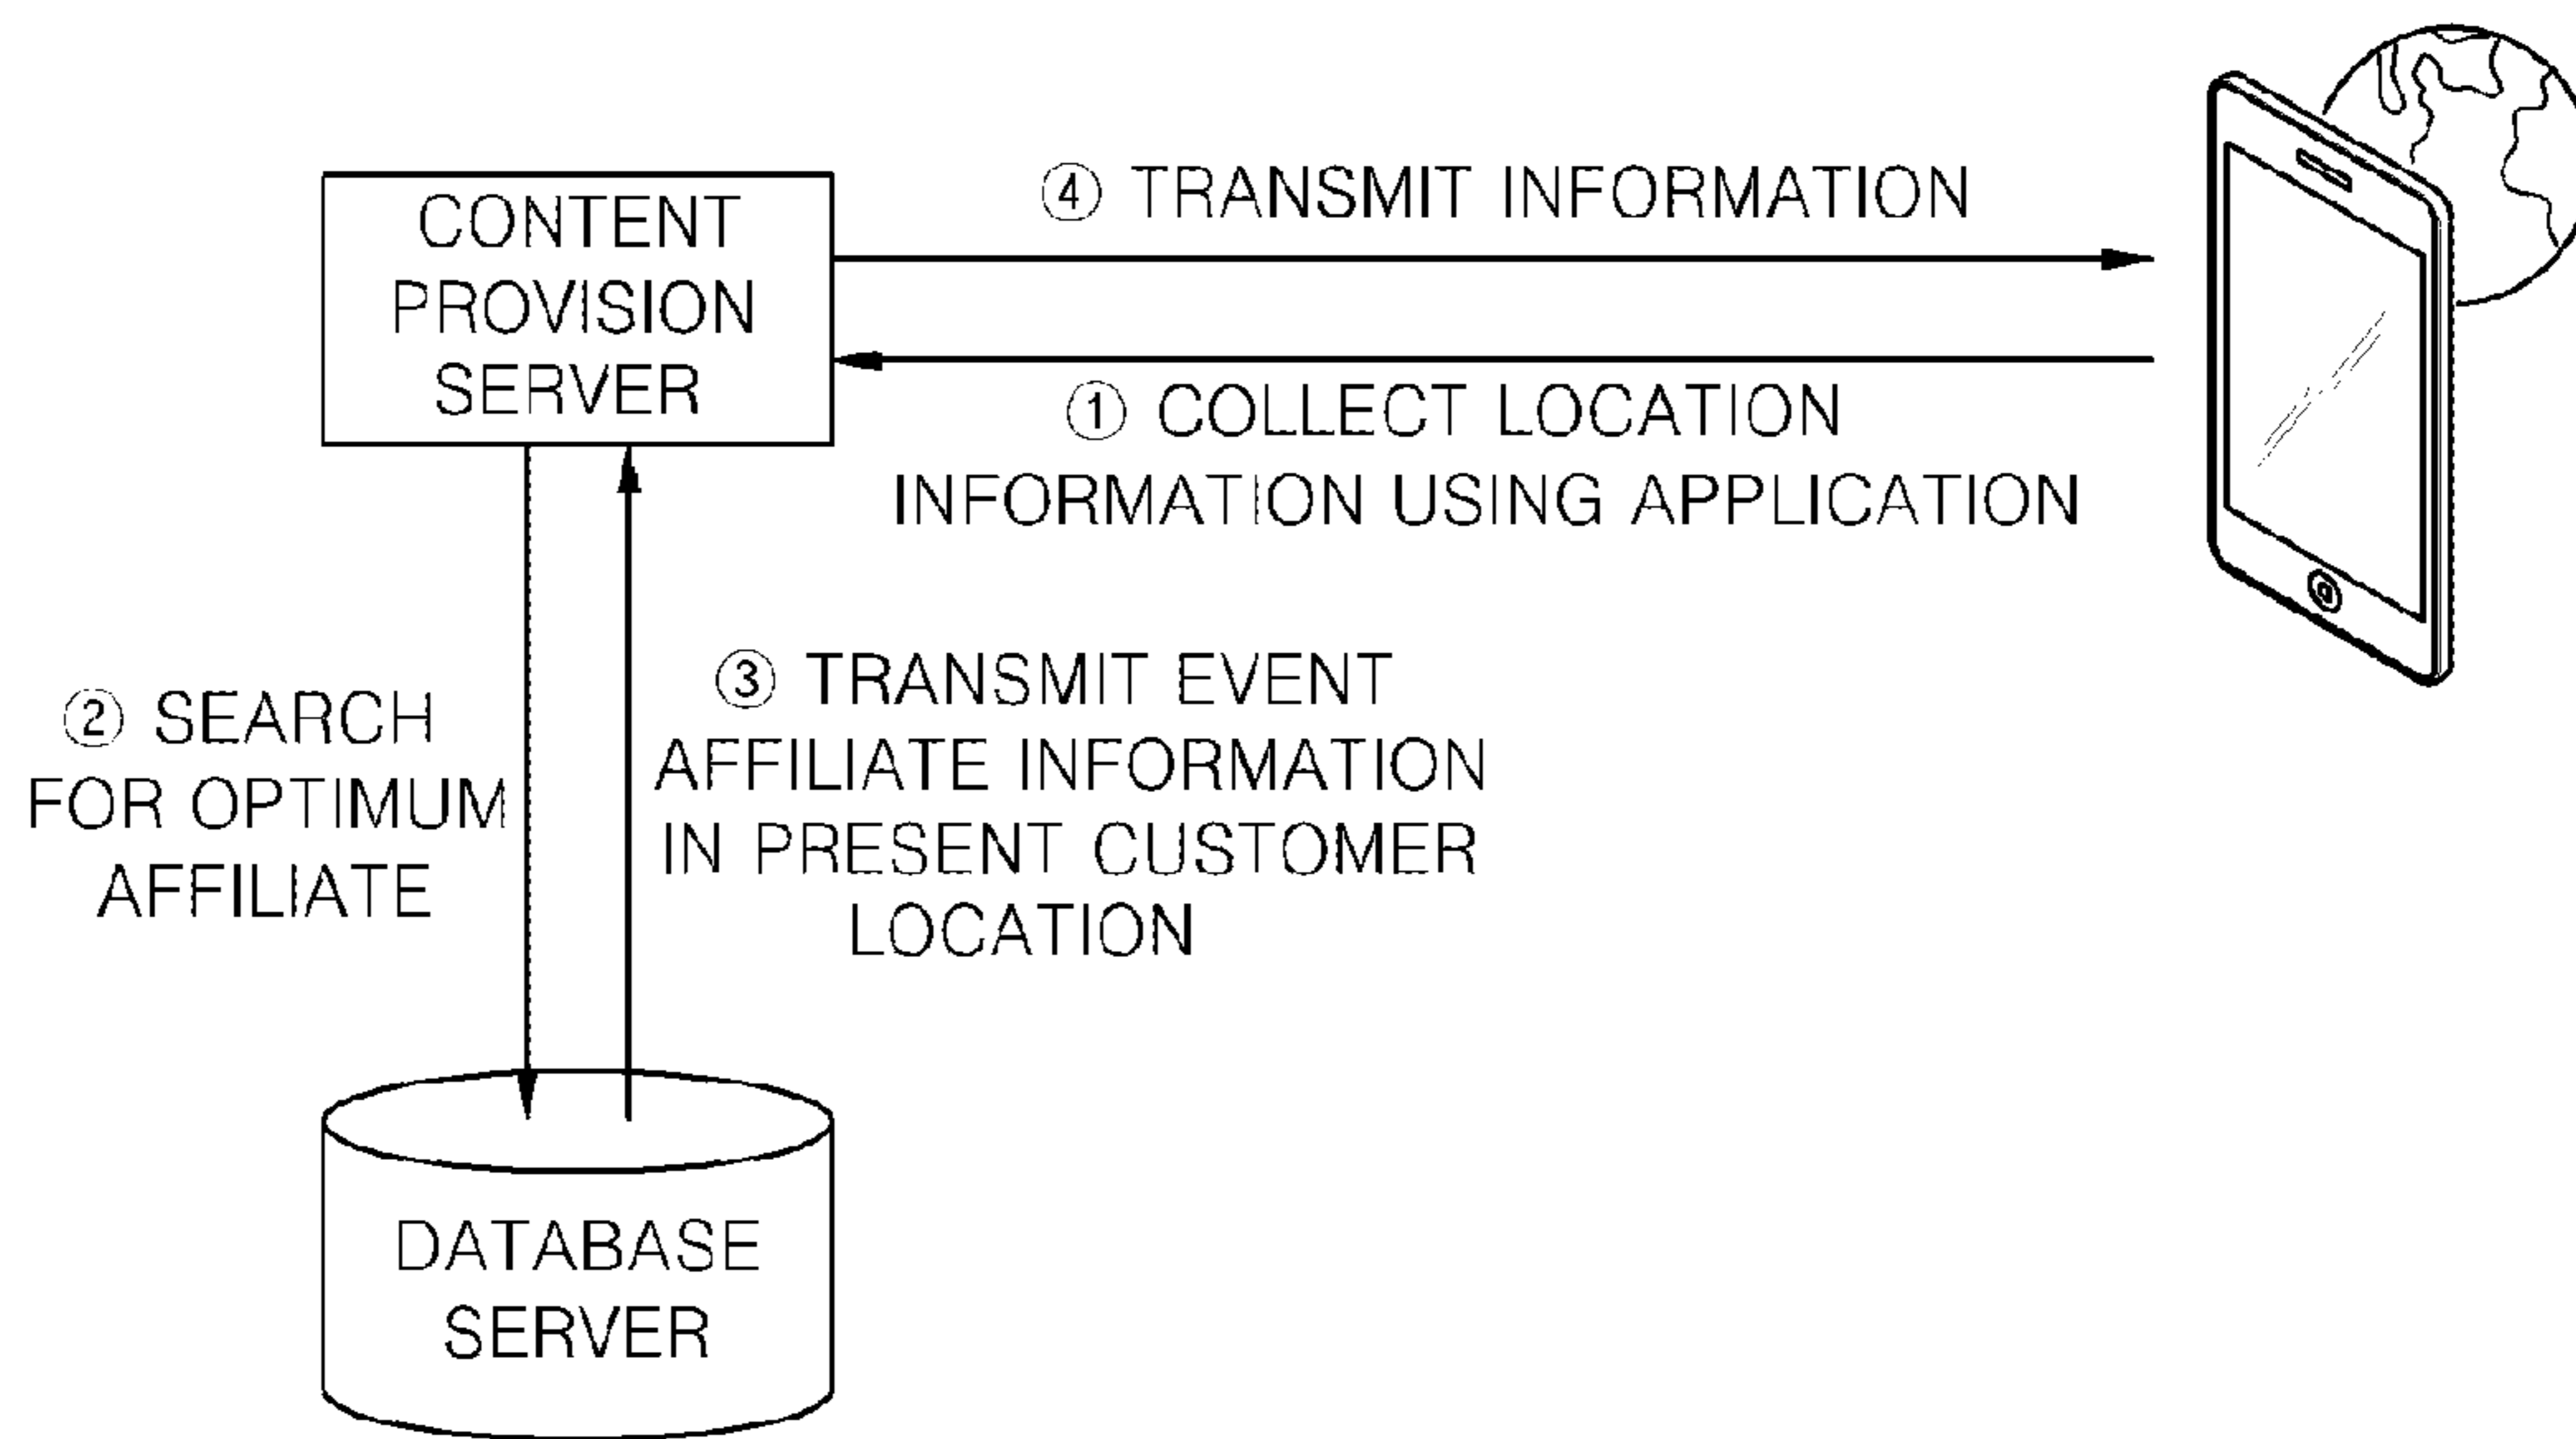 CONTENT
PROVISION
SERVER
④ TRANSMIT INFORMATION
① COLLECT LOCATION
INFORMATION USING APPLICATION
② SEARCH
FOR OPTIMUM
AFFILIATE
③ TRANSMIT EVENT
AFFILIATE INFORMATION
IN PRESENT CUSTOMER
LOCATION
DATABASE
SERVER